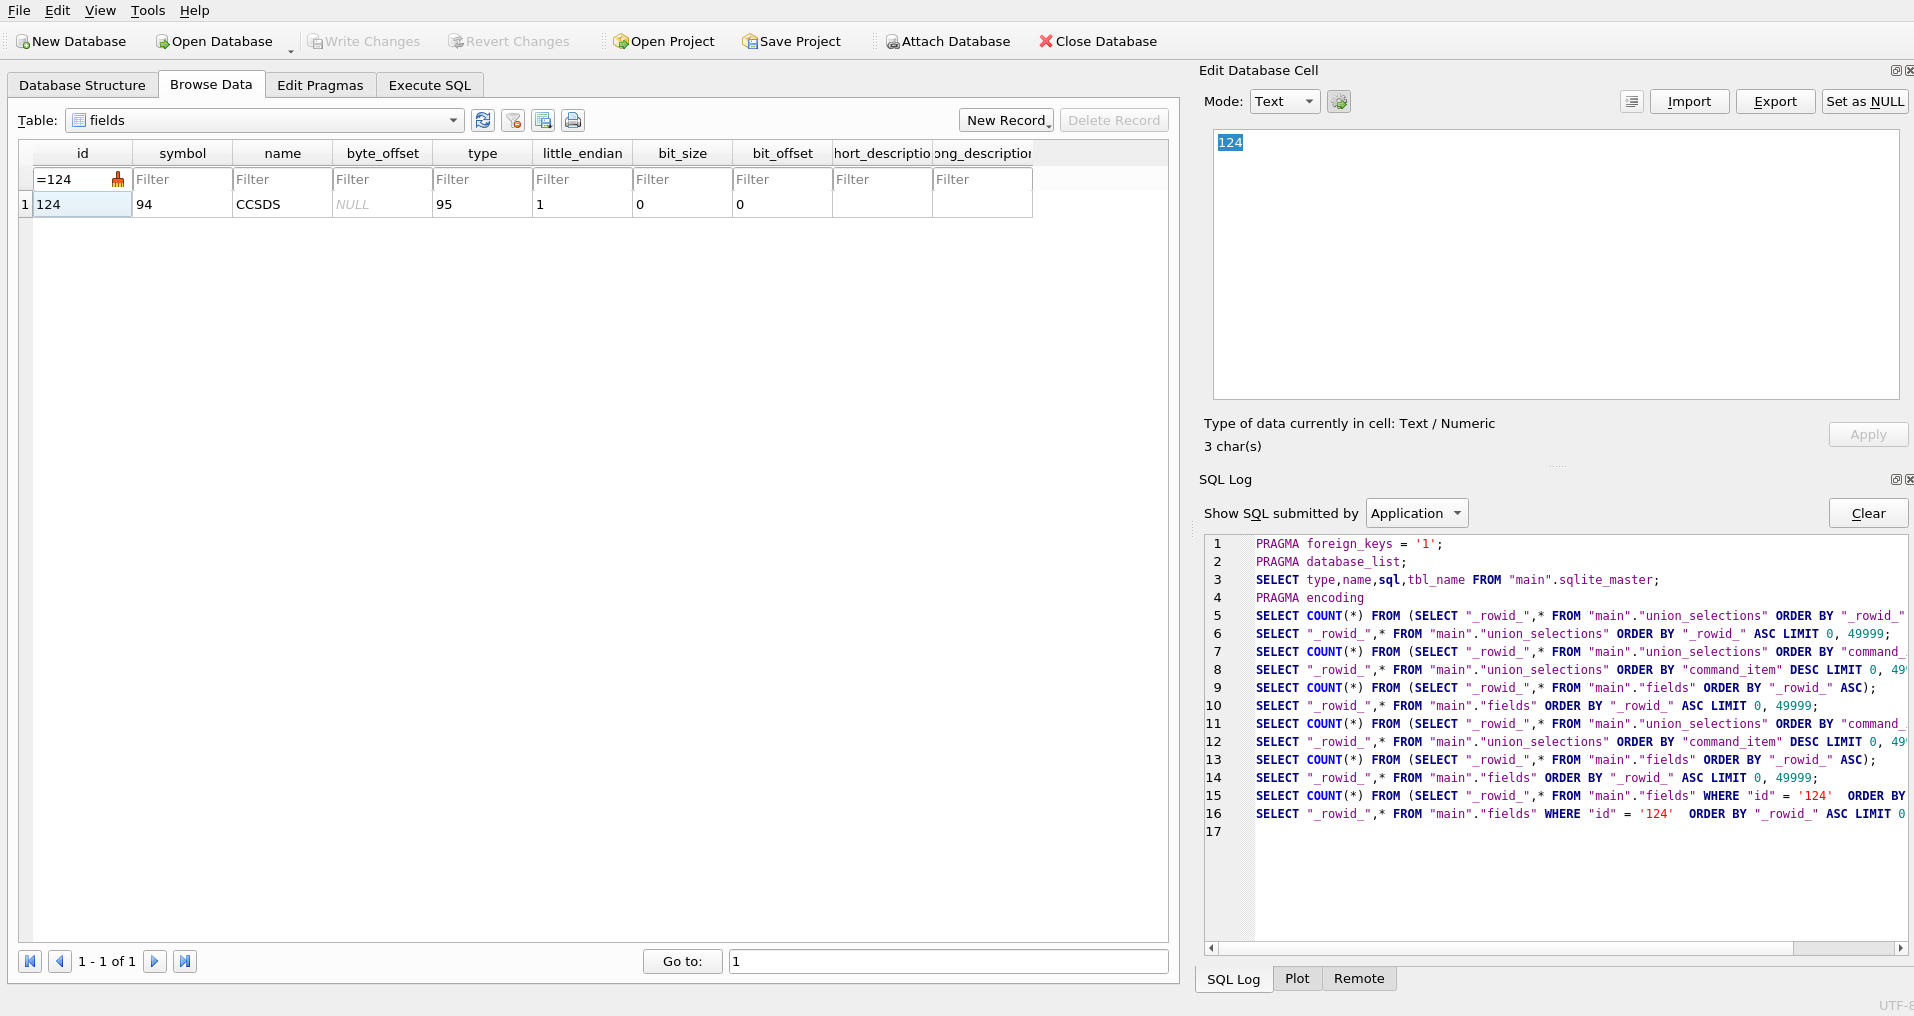 File Edit View Tools Help
New Database Open Database Write Changes Revert Changes Open Project Save Project Attach Database Close Database
Database Structure Browse Data Edit Pragmas Execute SQL
Table: fields New Record Delete Record
id symbol name byte_offset type little_endian bit_size bit_offset hort_descriptio ong_description
=124 Filter Filter Filter Filter Filter Filter Filter Filter Filter
1 124 94 CCSDS NULL 95 1 0 0
1 - 1 of 1 Go to: 1
Edit Database Cell
Mode: Text Import Export Set as NULL
124
Type of data currently in cell: Text / Numeric
3 char(s)
Apply
SQL Log
Show SQL submitted by Application Clear
1 PRAGMA foreign_keys = '1';
2 PRAGMA database_list;
3 SELECT type,name,sql,tbl_name FROM "main".sqlite_master;
4 PRAGMA encoding
5 SELECT COUNT(*) FROM (SELECT "_rowid_",* FROM "main"."union_selections" ORDER BY "_rowid_"
6 SELECT "_rowid_",* FROM "main"."union_selections" ORDER BY "_rowid_" ASC LIMIT 0, 49999;
7 SELECT COUNT(*) FROM (SELECT "_rowid_",* FROM "main"."union_selections" ORDER BY "command_
8 SELECT "_rowid_",* FROM "main"."union_selections" ORDER BY "command_item" DESC LIMIT 0, 49
9 SELECT COUNT(*) FROM (SELECT "_rowid_",* FROM "main"."fields" ORDER BY "_rowid_" ASC);
10 SELECT "_rowid_",* FROM "main"."fields" ORDER BY "_rowid_" ASC LIMIT 0, 49999;
11 SELECT COUNT(*) FROM (SELECT "_rowid_",* FROM "main"."union_selections" ORDER BY "command_
12 SELECT "_rowid_",* FROM "main"."union_selections" ORDER BY "command_item" DESC LIMIT 0, 49
13 SELECT COUNT(*) FROM (SELECT "_rowid_",* FROM "main"."fields" ORDER BY "_rowid_" ASC);
14 SELECT "_rowid_",* FROM "main"."fields" ORDER BY "_rowid_" ASC LIMIT 0, 49999;
15 SELECT COUNT(*) FROM (SELECT "_rowid_",* FROM "main"."fields" WHERE "id" = '124' ORDER BY
16 SELECT "_rowid_",* FROM "main"."fields" WHERE "id" = '124' ORDER BY "_rowid_" ASC LIMIT 0
17
SQL Log Plot Remote
UTF-8